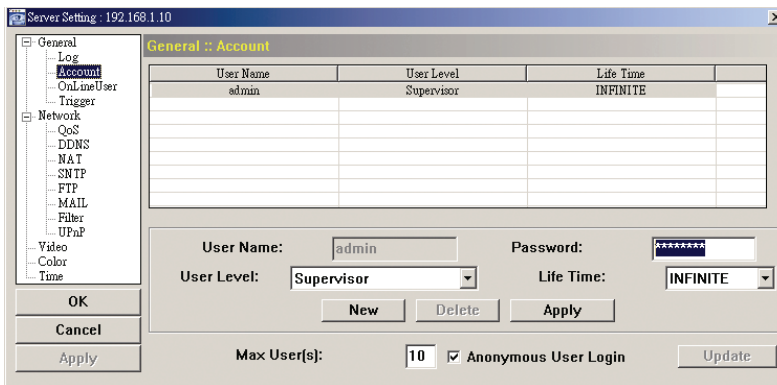 Server Setting : 192.168.1.10
General
Log
Account
OnLineUser
Trigger
Network
QoS
DDNS
NAT
SNTP
FTP
MAIL
Filter
UPnP
Video
Color
Time
OK
Cancel
Apply
General :: Account
User Name User Level Life Time
admin Supervisor INFINITE
User Name: admin Password: ********
User Level: Supervisor Life Time: INFINITE
New Delete Apply
Max User(s): 10 Anonymous User Login Update